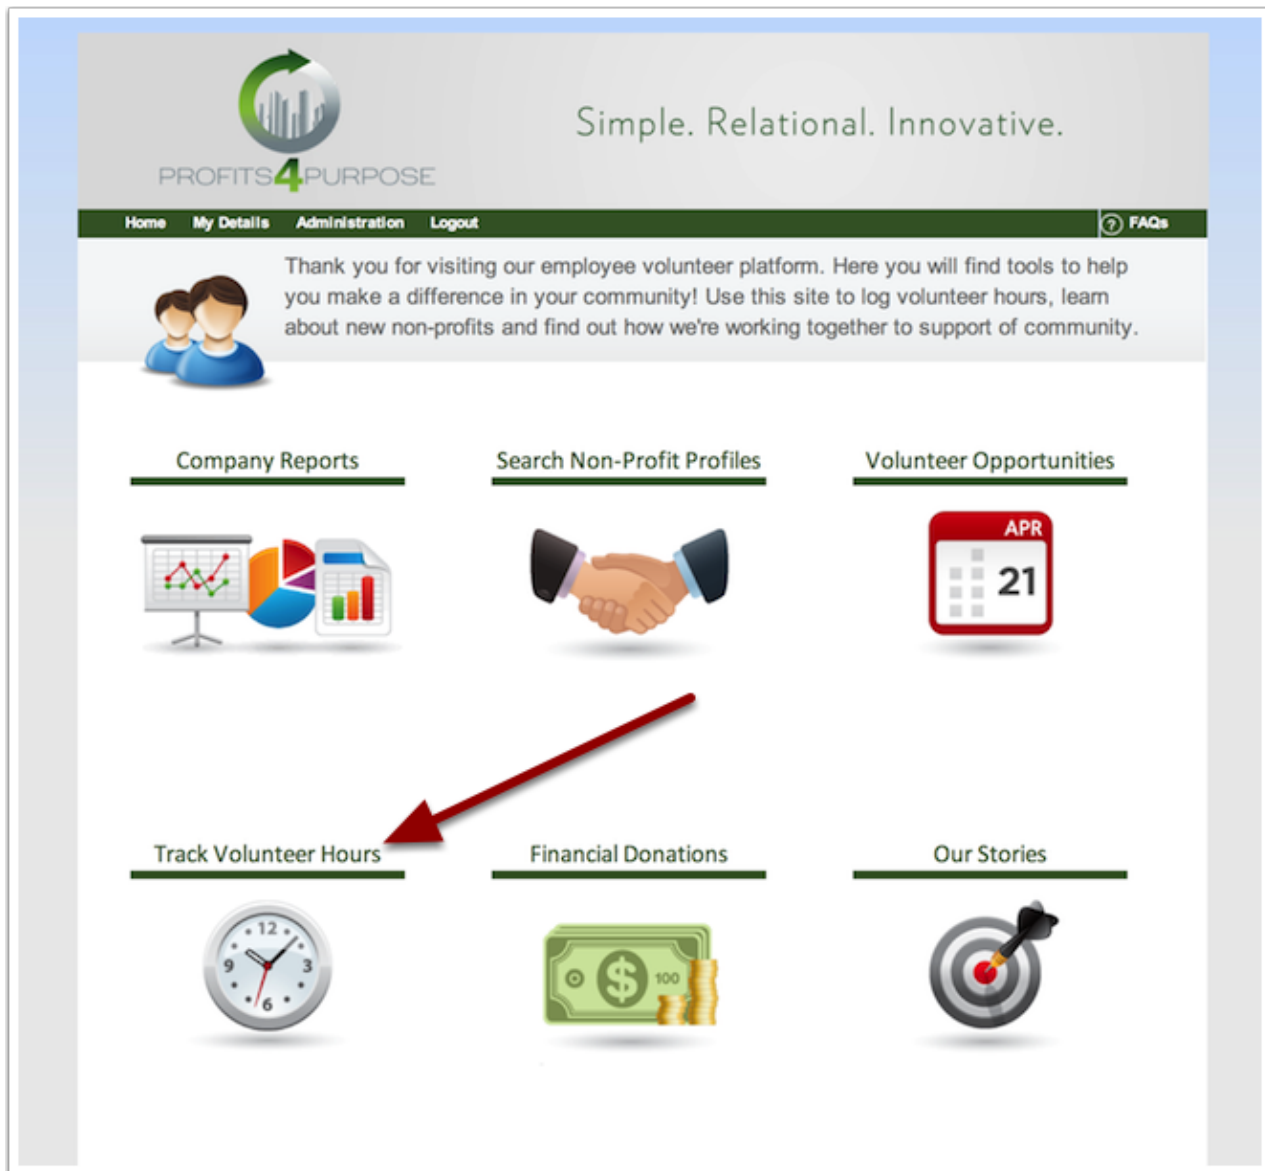 Simple. Relational. Innovative.
PROFITS4PURPOSE
Home My Details Administration Logout ? FAQs
Thank you for visiting our employee volunteer platform. Here you will find tools to help
you make a difference in your community! Use this site to log volunteer hours, learn
about new non-profits and find out how we're working together to support of community.
Company Reports Search Non-Profit Profiles Volunteer Opportunities
APR
21
Track Volunteer Hours Financial Donations Our Stories
12
9 3
6
$ 100